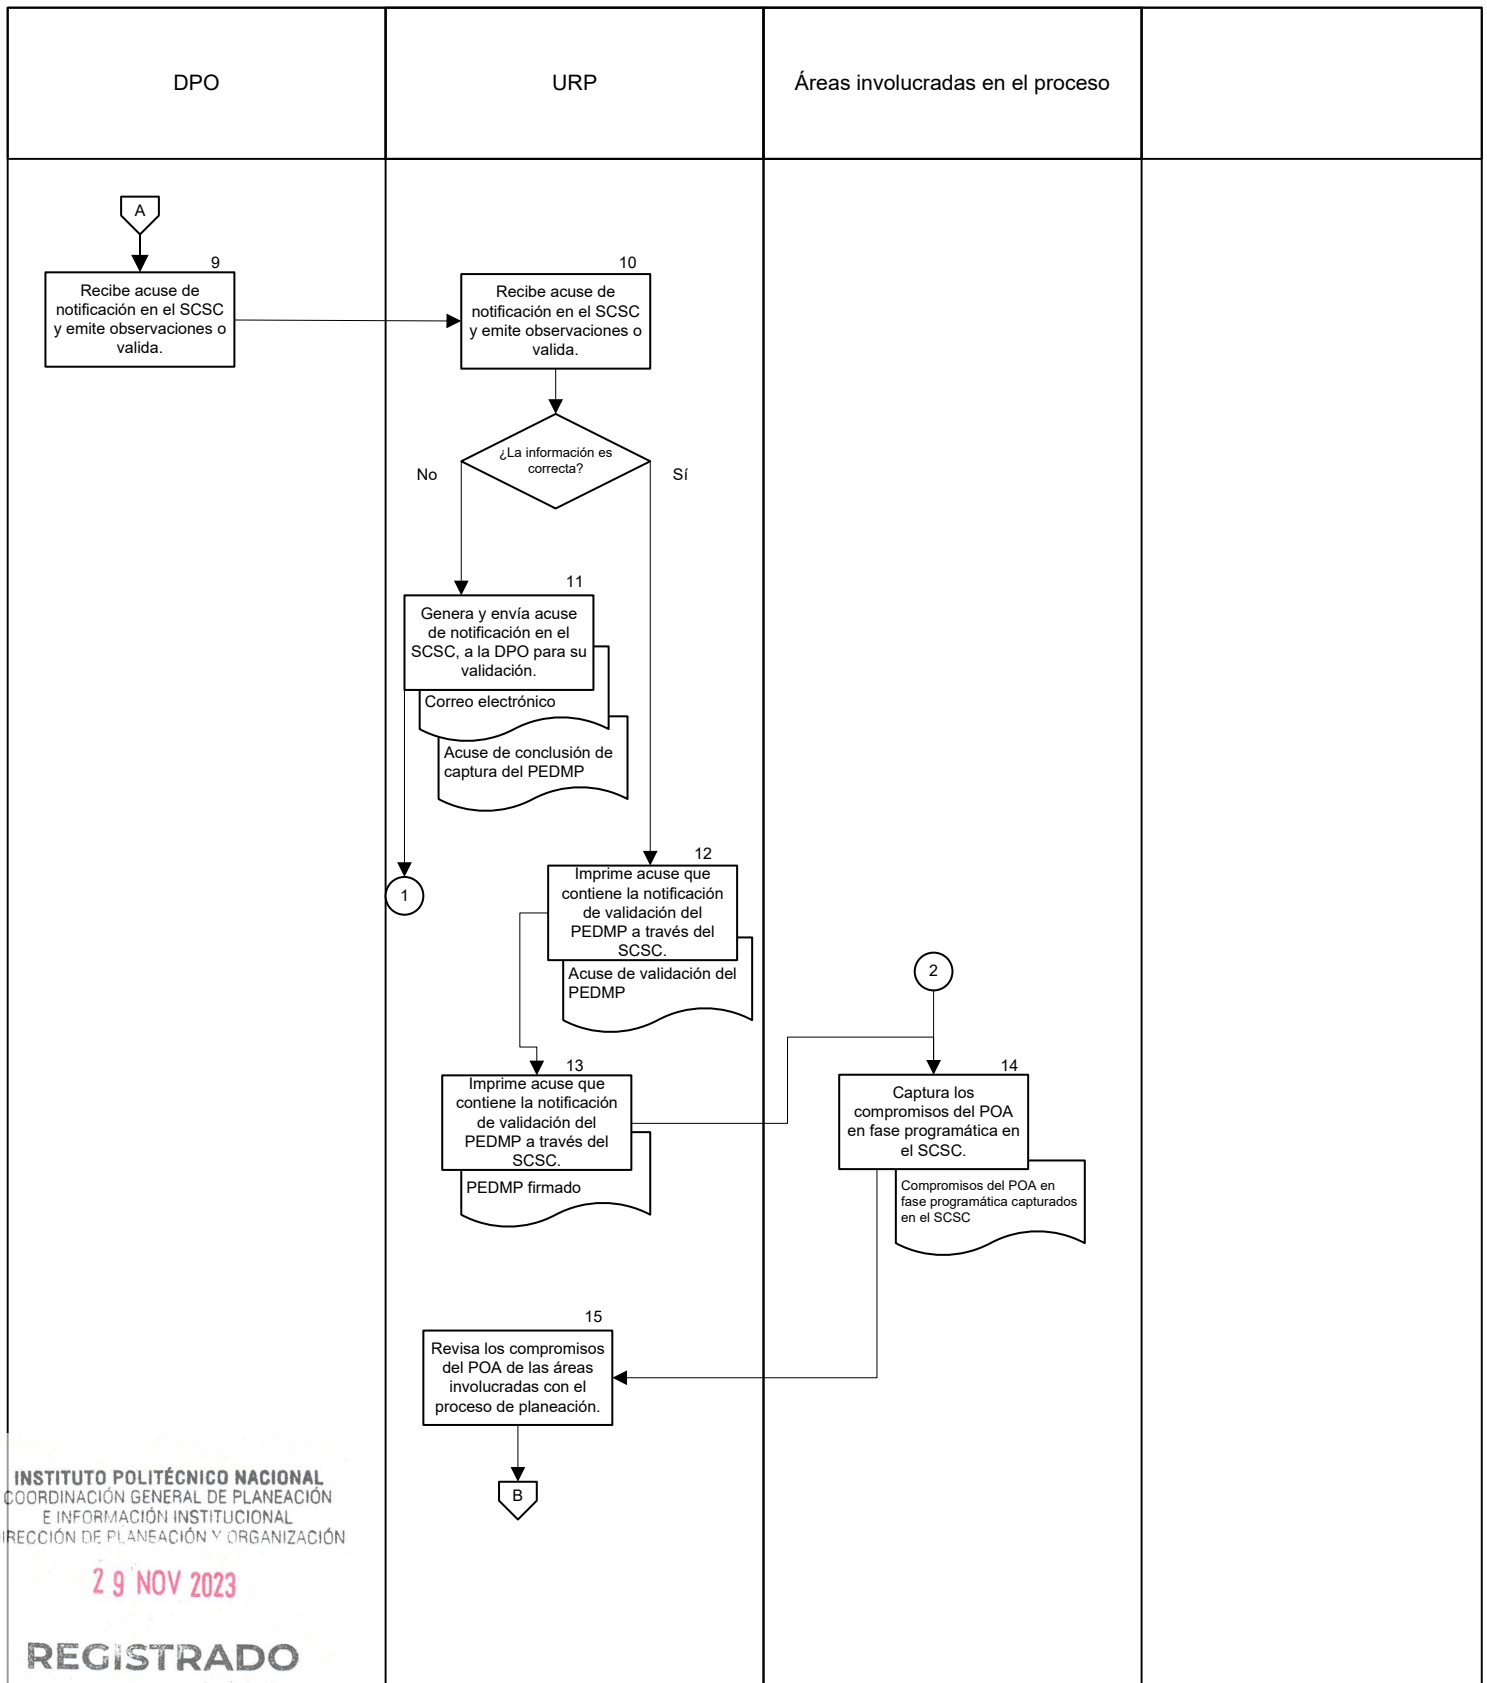 DPO
URP
Áreas involucradas en el proceso
A
9
Recibe acuse de
notificación en el SCSC
y emite observaciones o
valida.
10
Recibe acuse de
notificación en el SCSC
y emite observaciones o
valida.
¿La información es
correcta?
No
Sí
11
Genera y envía acuse
de notificación en el
SCSC, a la DPO para su
validación.
Correo electrónico
Acuse de conclusión de
captura del PEDMP
1
12
Imprime acuse que
contiene la notificación
de validación del
PEDMP a través del
SCSC.
Acuse de validación del
PEDMP
2
13
Imprime acuse que
contiene la notificación
de validación del
PEDMP a través del
SCSC.
PEDMP firmado
14
Captura los
compromisos del POA
en fase programática en
el SCSC.
Compromisos del POA en
fase programática capturados
en el SCSC
15
Revisa los compromisos
del POA de las áreas
involucradas con el
proceso de planeación.
B
INSTITUTO POLITÉCNICO NACIONAL
COORDINACIÓN GENERAL DE PLANEACIÓN
E INFORMACIÓN INSTITUCIONAL
IRECCIÓN DE PLANEACIÓN Y ORGANIZACIÓN
29 NOV 2023
REGISTRADO